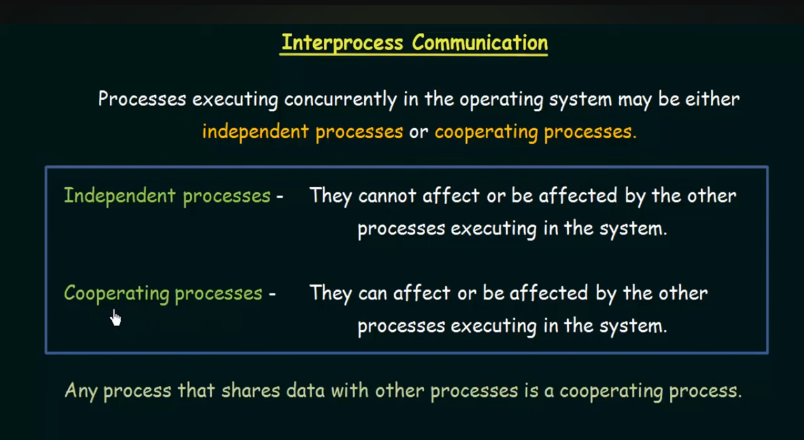 Interprocess Communication
Processes executing concurrently in the operating system may be either
independent processes or cooperating processes.
Independent processes - They cannot affect or be affected by the other
processes executing in the system.
Cooperating processes - They can affect or be affected by the other
processes executing in the system.
Any process that shares data with other processes is a cooperating process.